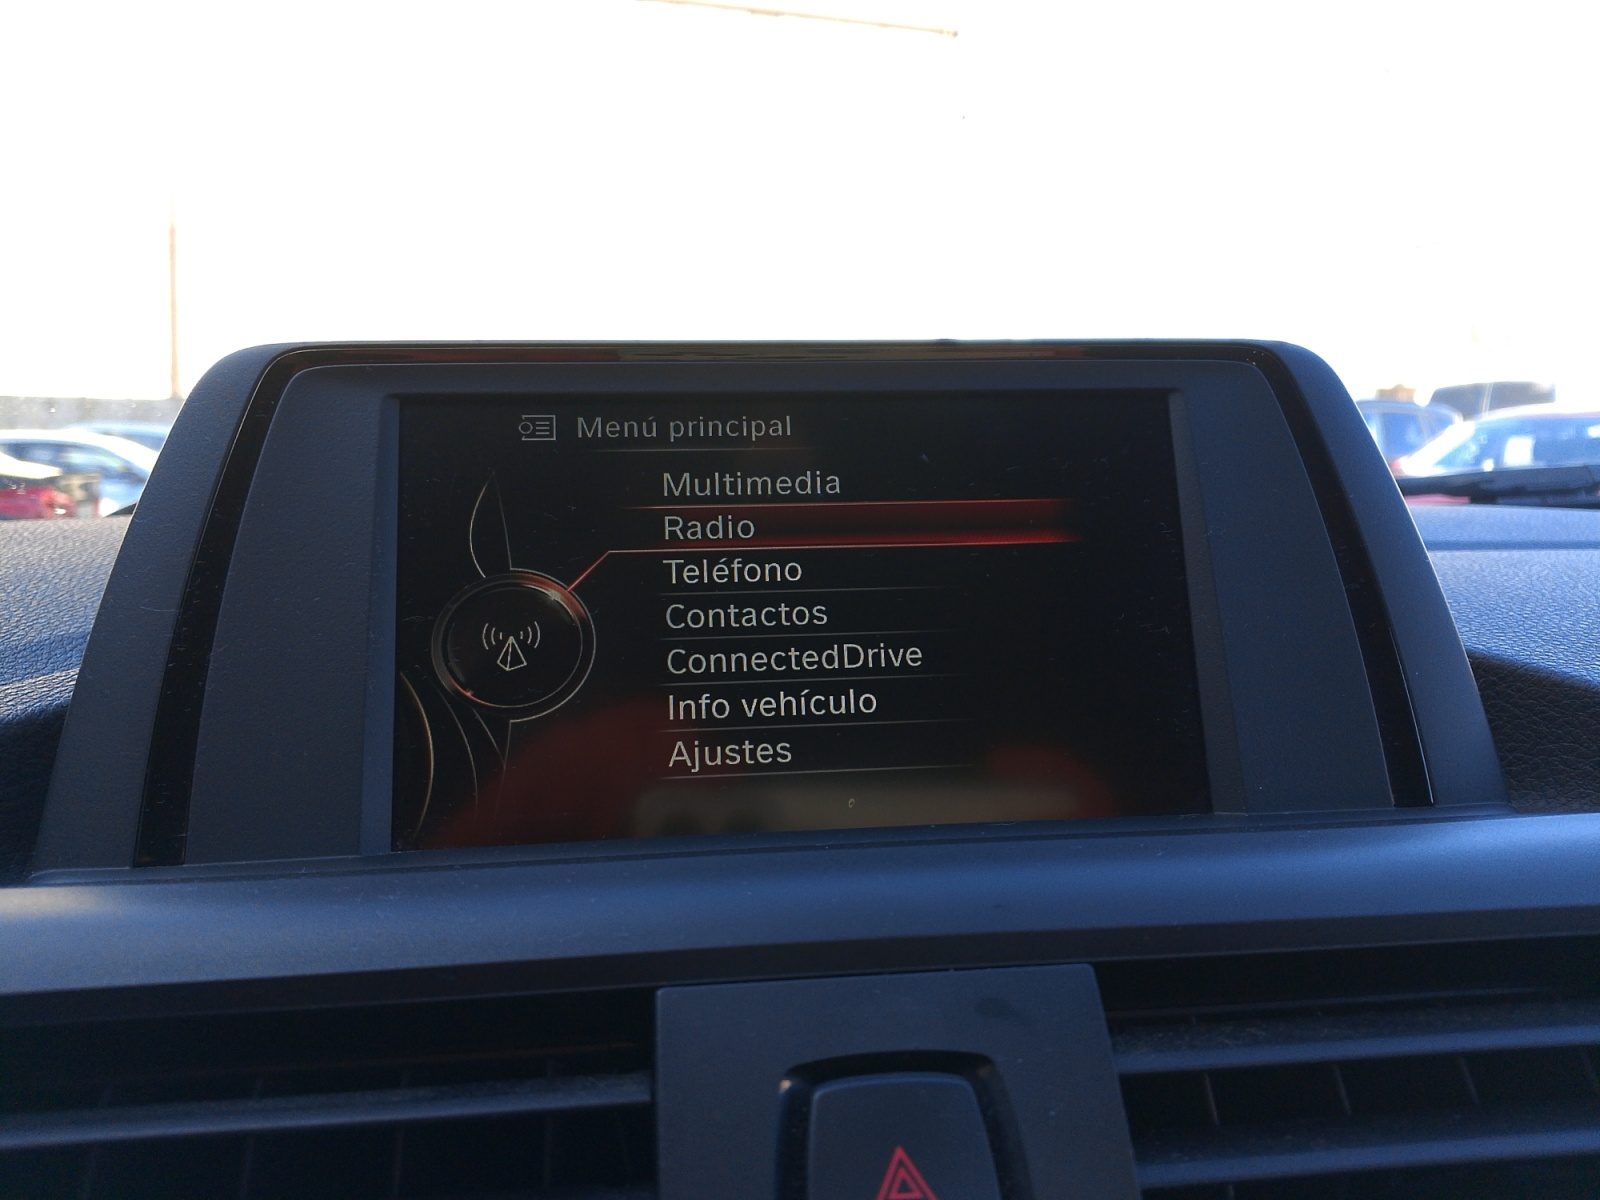 Menú principal
Multimedia
Radio
Teléfono
Contactos
ConnectedDrive
Info vehículo
Ajustes